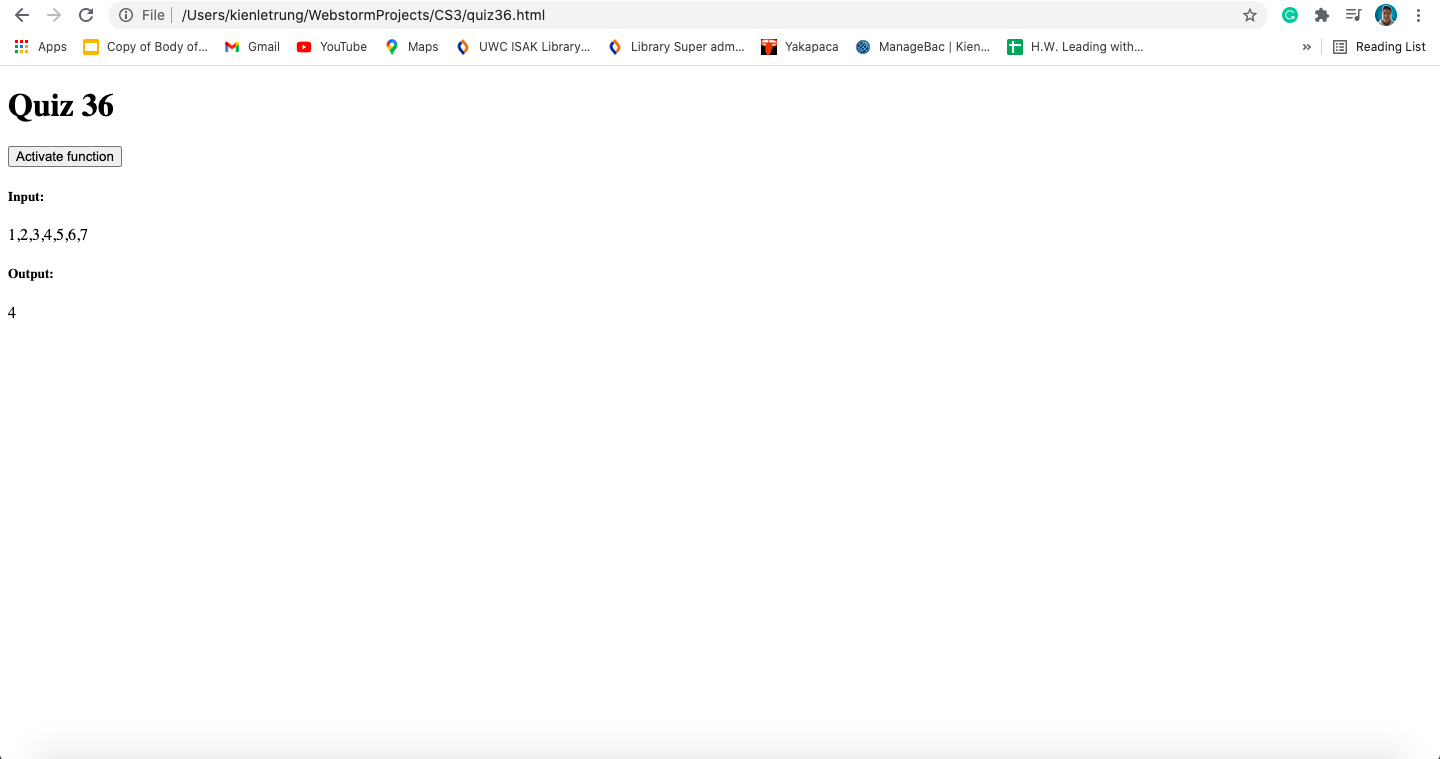 File /Users/kienletrung/WebstormProjects/CS3/quiz36.html
Apps Copy of Body of... Gmail YouTube Maps UWC ISAK Library... Library Super adm... Yakapaca ManageBac | Kien... H.W. Leading with... » Reading List
Quiz 36
Activate function
Input:
1,2,3,4,5,6,7
Output:
4